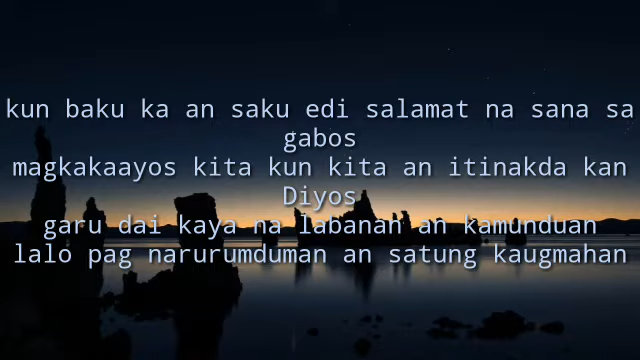 kun baku ka an saku edi salamat na sana sa
gabos
magkakaayos kita kun kita an itinakda kan
Diyos
garu dai kaya na labanan an kamunduan
lalo pag narurumduman an satung kaugmahan